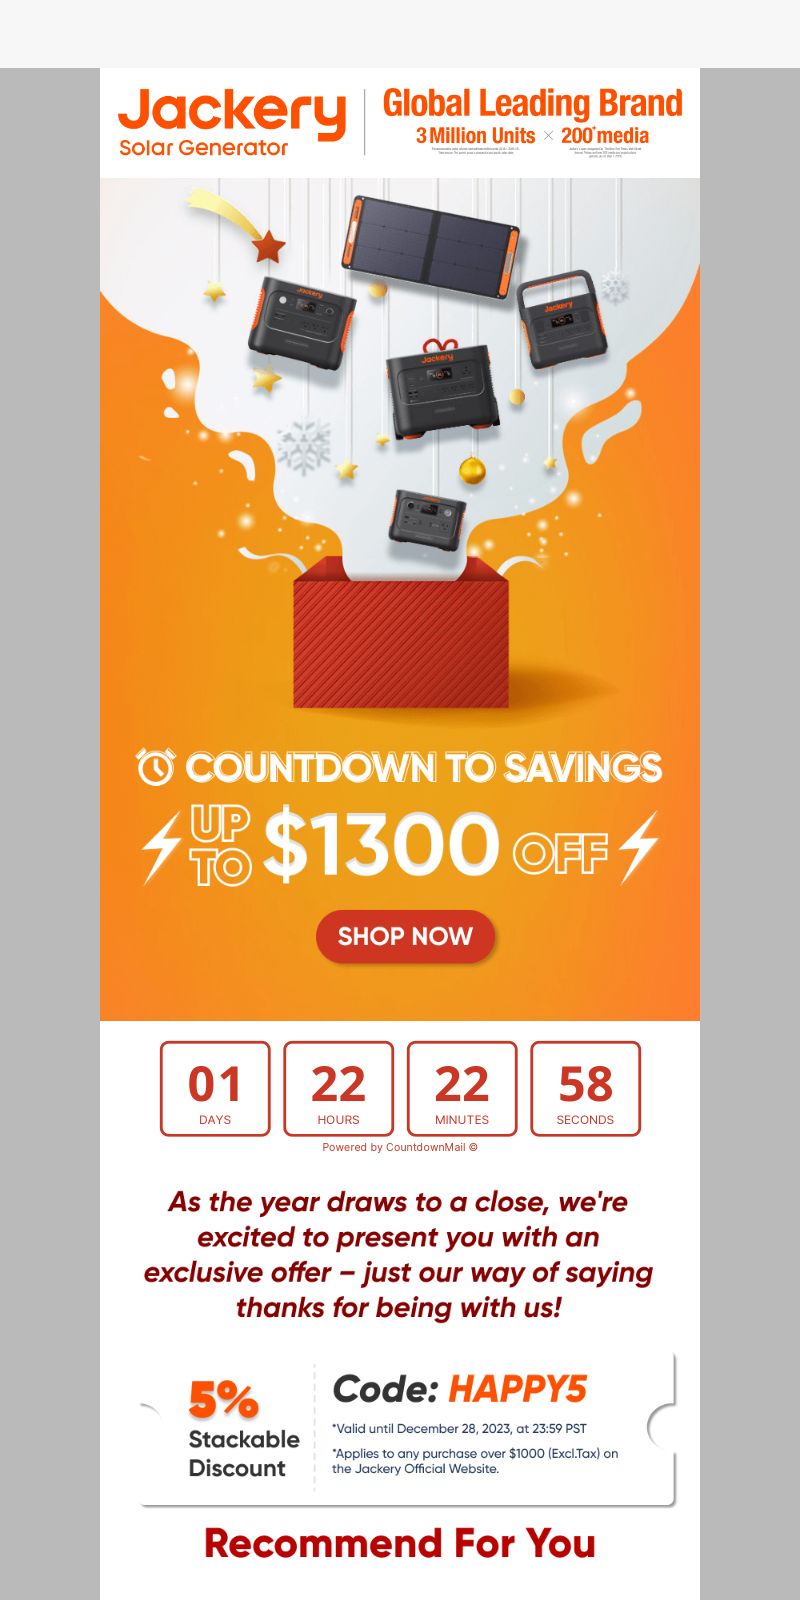 Jackery
Solar Generator
Global Leading Brand
3 Million Units × 200+media
Jackery
Jackery
Jackery
COUNTDOWN TO SAVINGS
UP TO $1300 OFF
SHOP NOW
01 22 22 58
DAYS HOURS MINUTES SECONDS
Powered by CountdownMail ©
As the year draws to a close, we're
excited to present you with an
exclusive offer – just our way of saying
thanks for being with us!
5%
Stackable
Discount
Code: HAPPY5
*Valid until December 28, 2023, at 23:59 PST
*Applies to any purchase over $1000 (Excl.Tax) on
the Jackery Official Website.
Recommend For You